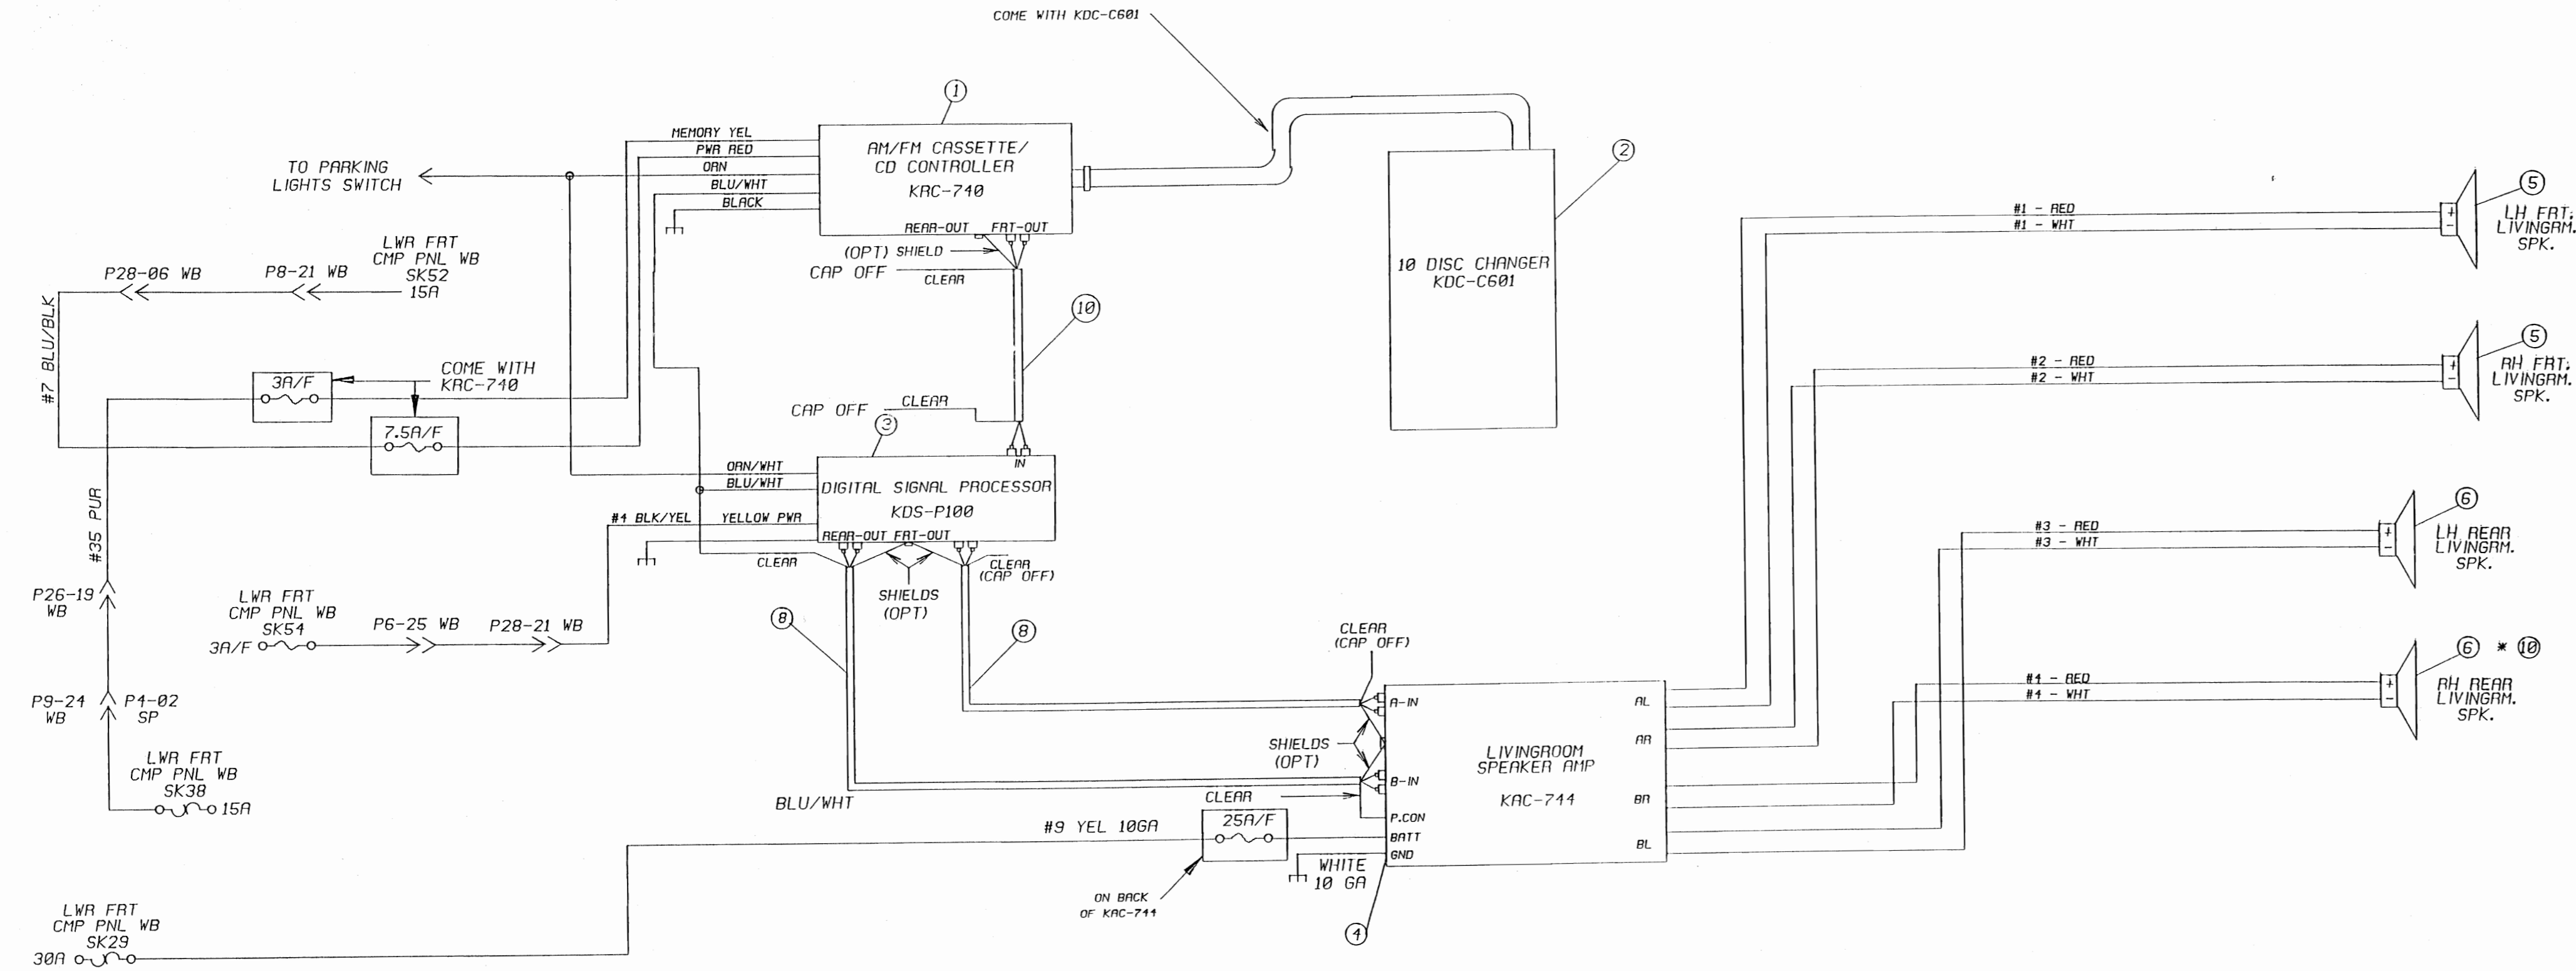 COME WITH KDC-C601
1
MEMORY YEL
PWR RED
ORN
BLU/WHT
BLACK
TO PARKING
LIGHTS SWITCH
AM/FM CASSETTE/
CD CONTROLLER
KRC-740
REAR-OUT FRT-OUT
(OPT) SHIELD
CAP OFF
CLEAR
2
10 DISC CHANGER
KDC-C601
#1 - RED
#1 - WHT
+
-
5
LH FRT.
LIVINGRM.
SPK.
LWR FRT
CMP PNL WB
SK52
15A
P28-06 WB
P8-21 WB
#7 BLU/BLK
10
#2 - RED
#2 - WHT
+
-
5
RH FRT.
LIVINGRM.
SPK.
3A/F
COME WITH
KRC-740
7.5A/F
CAP OFF
CLEAR
3
ORN/WHT
BLU/WHT
#4 BLK/YEL
YELLOW PWR
IN
DIGITAL SIGNAL PROCESSOR
KDS-P100
REAR-OUT FRT-OUT
CLEAR
CLEAR
(CAP OFF)
SHIELDS
(OPT)
#35 PUR
#3 - RED
#3 - WHT
+
-
6
LH REAR
LIVINGRM.
SPK.
P26-19
WB
LWR FRT
CMP PNL WB
SK54
3A/F
P6-25 WB
P28-21 WB
8
8
CLEAR
(CAP OFF)
#4 - RED
#4 - WHT
+
-
6 * 10
RH REAR
LIVINGRM.
SPK.
P9-24
WB
P4-02
SP
LWR FRT
CMP PNL WB
SK38
15A
SHIELDS
(OPT)
A-IN
B-IN
P.CON
BATT
GND
LIVINGROOM
SPEAKER AMP
KAC-744
AL
AR
BR
BL
BLU/WHT
CLEAR
#9 YEL 10GA
25A/F
WHITE
10 GA
ON BACK
OF KAC-744
4
LWR FRT
CMP PNL WB
SK29
30A